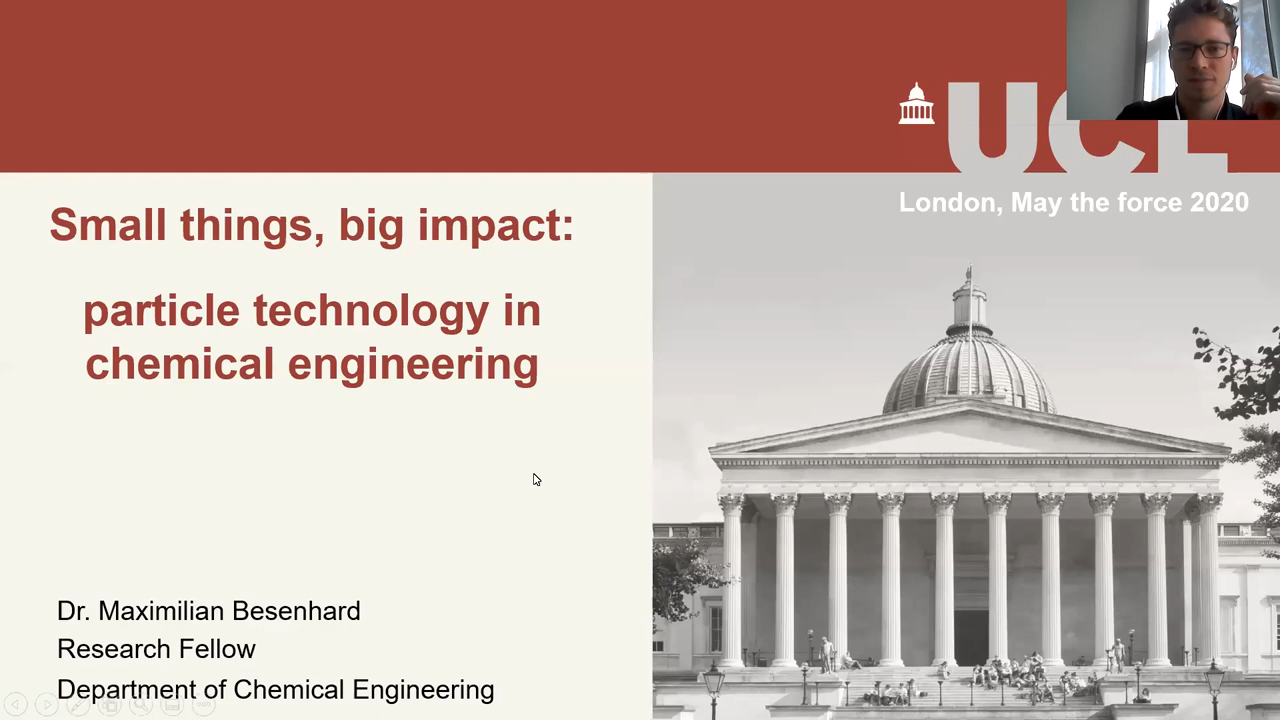 UCL
London, May the force 2020
Small things, big impact:
particle technology in
chemical engineering
Dr. Maximilian Besenhard
Research Fellow
Department of Chemical Engineering